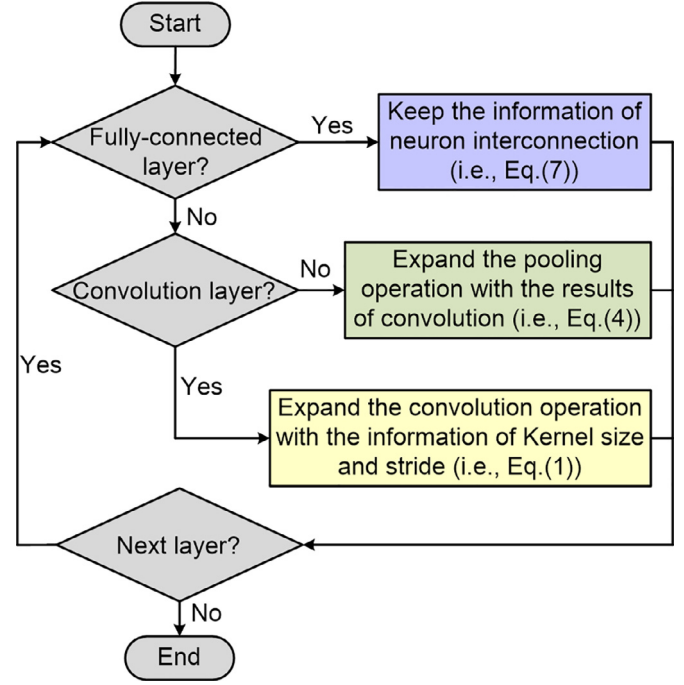 Start
Fully-connected
layer?
Yes
Keep the information of
neuron interconnection
(i.e., Eq.(7))
No
Convolution layer?
No
Expand the pooling
operation with the results
of convolution (i.e., Eq.(4))
Yes
Yes
Expand the convolution operation
with the information of Kernel size
and stride (i.e., Eq.(1))
Next layer?
No
End